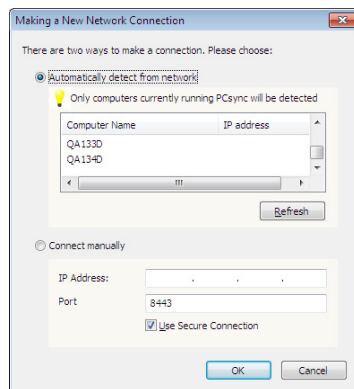 Making a New Network Connection
There are two ways to make a connection. Please choose:
Automatically detect from network
Only computers currently running PCsync will be detected
Computer Name IP address
QA133D
QA134D
Refresh
Connect manually
IP Address: . . .
Port 8443
Use Secure Connection
OK Cancel